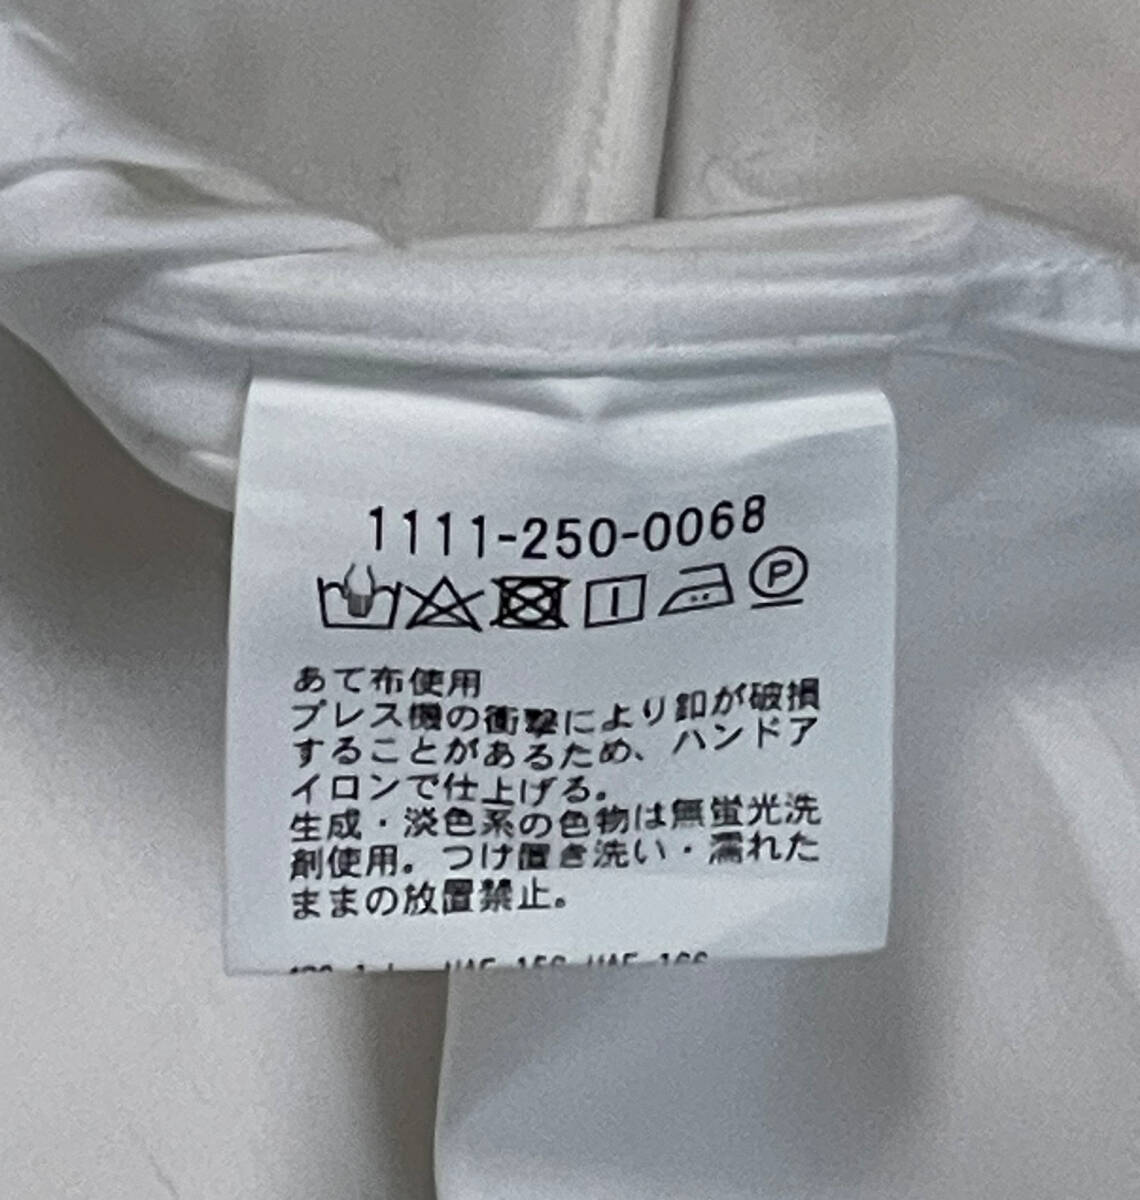 1111-250-0068
P
あて布使用
プレス機の衝撃により釦が破損
することがあるため、ハンドア
イロンで仕上げる。
生成・淡色系の色物は無蛍光洗
剤使用。つけ置き洗い・濡れた
ままの放置禁止。